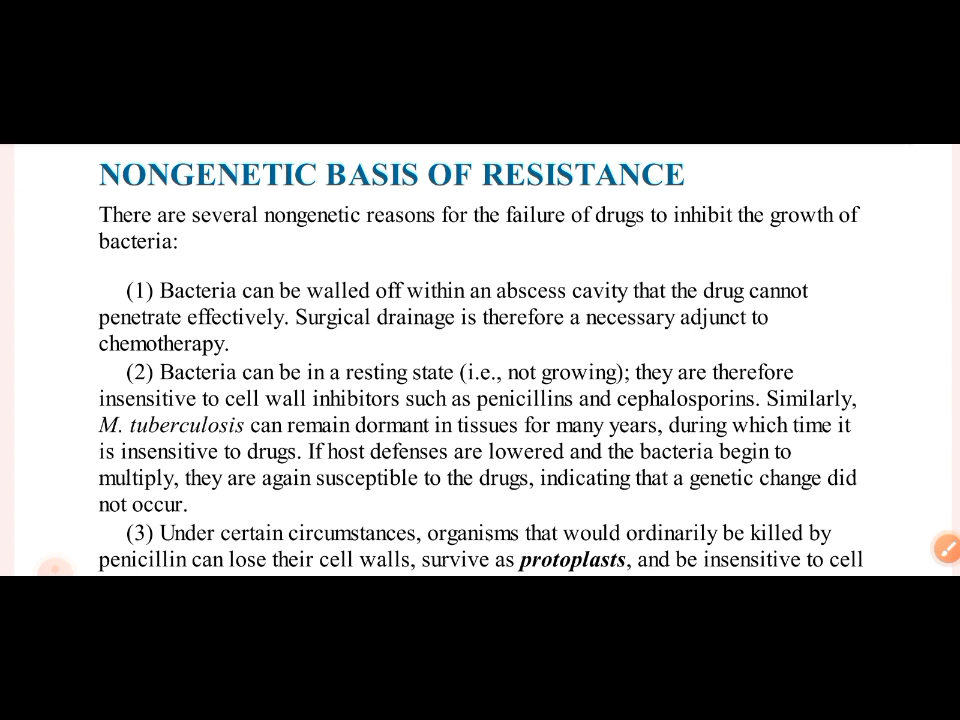 NONGENETIC BASIS OF RESISTANCE
There are several nongenetic reasons for the failure of drugs to inhibit the growth of
bacteria:
(1) Bacteria can be walled off within an abscess cavity that the drug cannot
penetrate effectively. Surgical drainage is therefore a necessary adjunct to
chemotherapy.
(2) Bacteria can be in a resting state (i.e., not growing); they are therefore
insensitive to cell wall inhibitors such as penicillins and cephalosporins. Similarly,
M. tuberculosis can remain dormant in tissues for many years, during which time it
is insensitive to drugs. If host defenses are lowered and the bacteria begin to
multiply, they are again susceptible to the drugs, indicating that a genetic change did
not occur.
(3) Under certain circumstances, organisms that would ordinarily be killed by
penicillin can lose their cell walls, survive as protoplasts, and be insensitive to cell